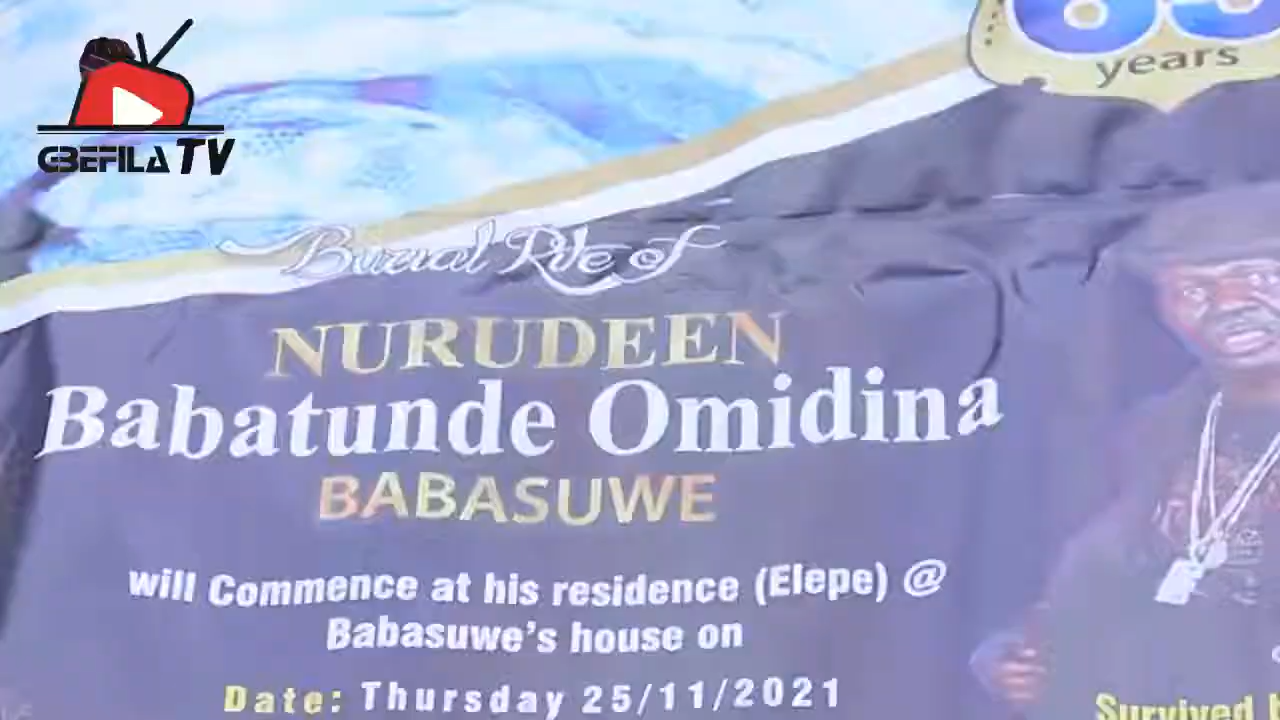 GBEFILA TV
years
Burial Rite of
NURUDEEN
Babatunde Omidina
BABASUWE
will Commence at his residence (Elepe) @
Babasuwe's house on
Date: Thursday 25/11/2021
Survived